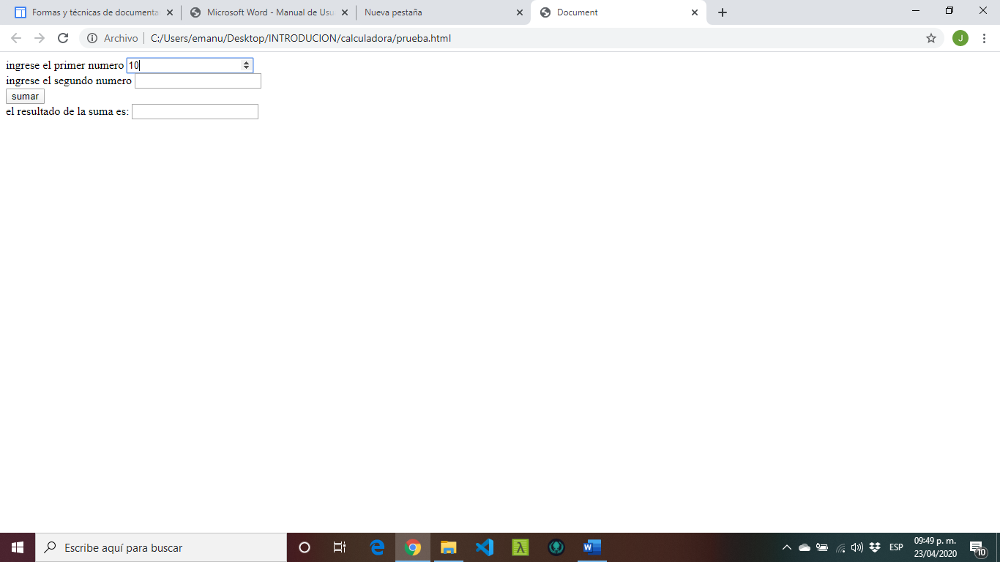 Formas y técnicas de documenta
Microsoft Word - Manual de Usu
Nueva pestaña
Document
Archivo
C:/Users/emanu/Desktop/INTRODUCION/calculadora/prueba.html
J
ingrese el primer numero 10
ingrese el segundo numero
sumar
el resultado de la suma es:
Escribe aquí para buscar
ESP
09:49 p. m.
23/04/2020
10